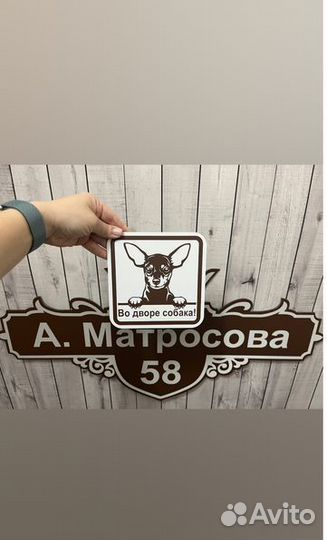 Во дворе собака!
А. Матросова
58
Avito